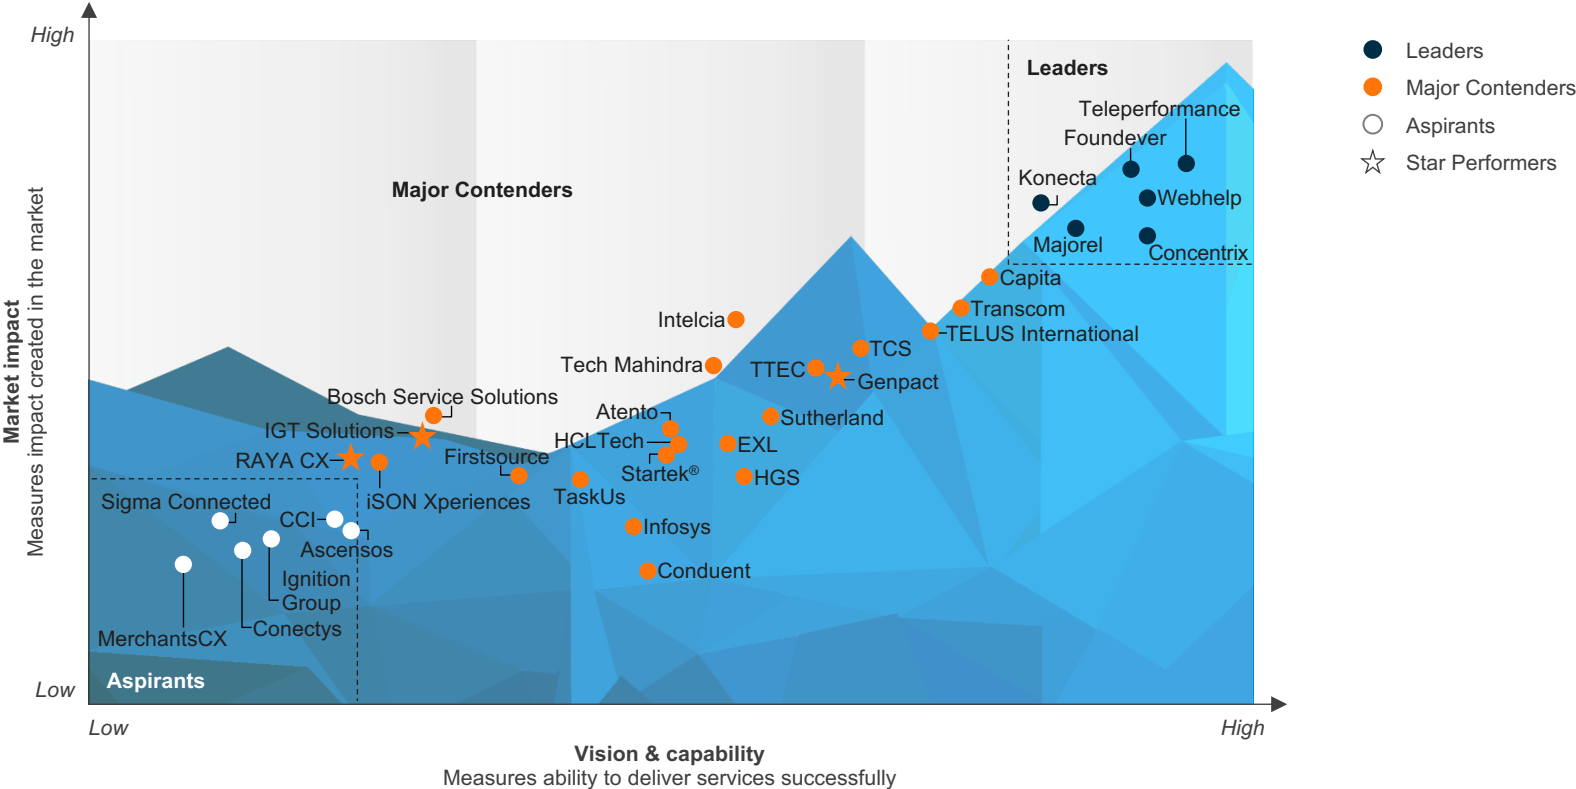 High
Leaders
Leaders
Major Contenders
Teleperformance
Aspirants
Foundever
Star Performers
Konecta
Major Contenders
Webhelp
Majorel
Concentrix
Capita
Transcom
Intelcia
TELUS International
TCS
Tech Mahindra
TTEC
Genpact
Bosch Service Solutions
Atento
Sutherland
IGT Solutions
HCLTech
EXL
RAYA CX
Firstsource
Startek®
HGS
TaskUs
Sigma Connected
iSON Xperiences
CCI
Infosys
Ascensos
Conduent
Ignition
Group
Conectys
MerchantsCX
Aspirants
Low
Market impact
Measures impact created in the market
Low
High
Vision & capability
Measures ability to deliver services successfully